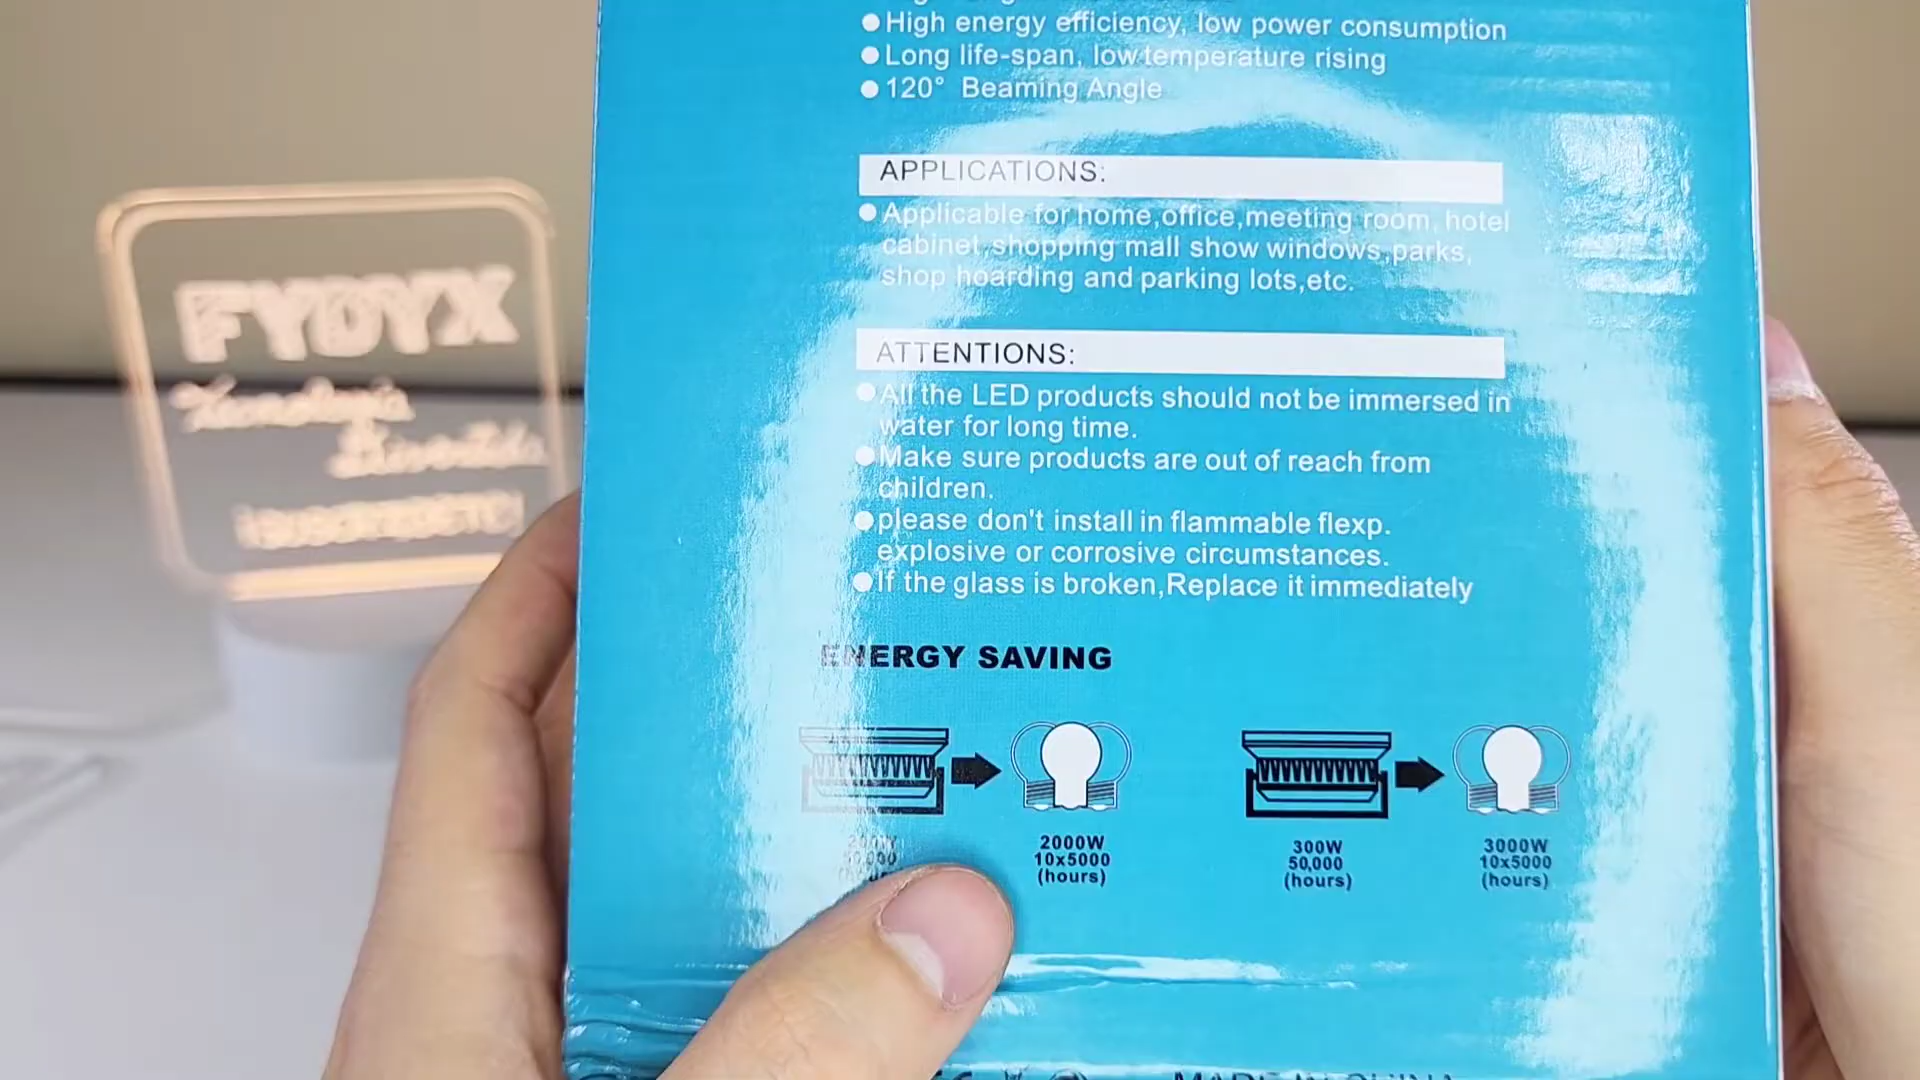 High energy efficiency, low power consumption
Long life-span, low temperature rising
120° Beaming Angle
APPLICATIONS:
Applicable for home,office,meeting room, hotel
cabinet,shopping mall show windows,parks,
shop hoarding and parking lots,etc.
ATTENTIONS:
All the LED products should not be immersed in
water for long time.
Make sure products are out of reach from
children.
please don't install in flammable flexp.
explosive or corrosive circumstances.
If the glass is broken,Replace it immediately
ENERGY SAVING
200W
50,000
(hours)
2000W
10x5000
(hours)
300W
50,000
(hours)
3000W
10x5000
(hours)
FYDYX